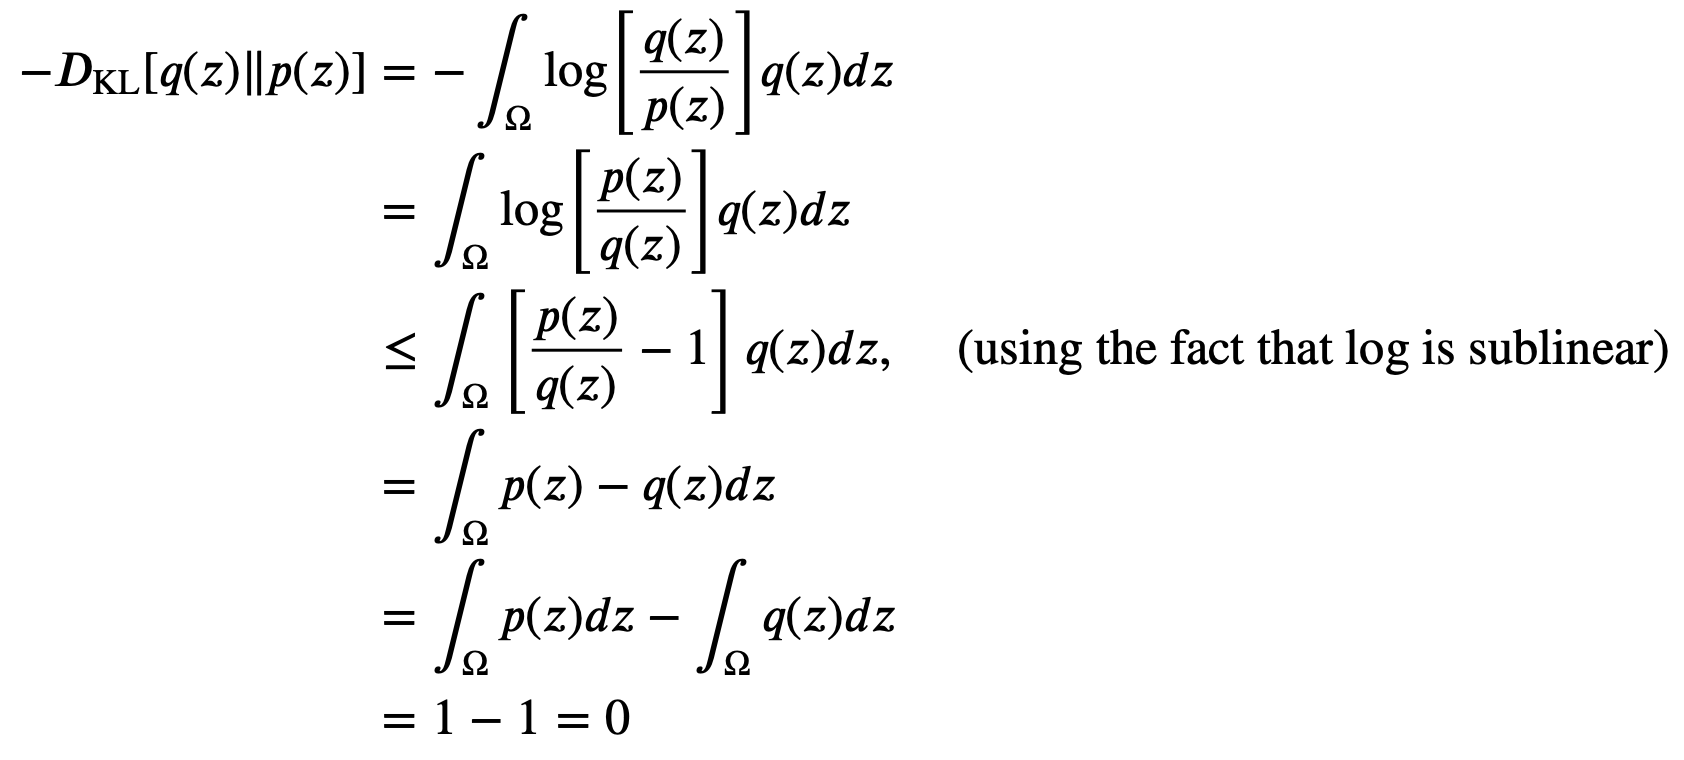 −D_KL[q(z)‖p(z)] = −∫_Ω log[q(z)/p(z)] q(z)dz
= ∫_Ω log[p(z)/q(z)] q(z)dz
≤ ∫_Ω [p(z)/q(z) − 1] q(z)dz, (using the fact that log is sublinear)
= ∫_Ω p(z) − q(z)dz
= ∫_Ω p(z)dz − ∫_Ω q(z)dz
= 1 − 1 = 0